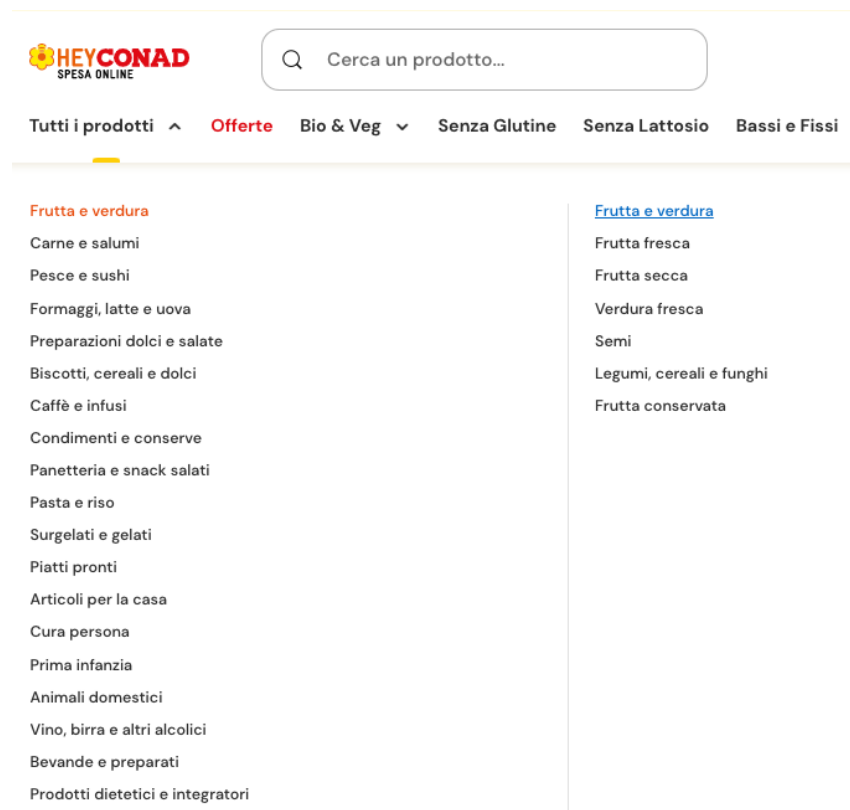 HEYCONAD
SPESA ONLINE
Cerca un prodotto...
Tutti i prodotti Offerte Bio & Veg Senza Glutine Senza Lattosio Bassi e Fissi
Frutta e verdura
Carne e salumi
Pesce e sushi
Formaggi, latte e uova
Preparazioni dolci e salate
Biscotti, cereali e dolci
Caffè e infusi
Condimenti e conserve
Panetteria e snack salati
Pasta e riso
Surgelati e gelati
Piatti pronti
Articoli per la casa
Cura persona
Prima infanzia
Animali domestici
Vino, birra e altri alcolici
Bevande e preparati
Prodotti dietetici e integratori
Frutta e verdura
Frutta fresca
Frutta secca
Verdura fresca
Semi
Legumi, cereali e funghi
Frutta conservata